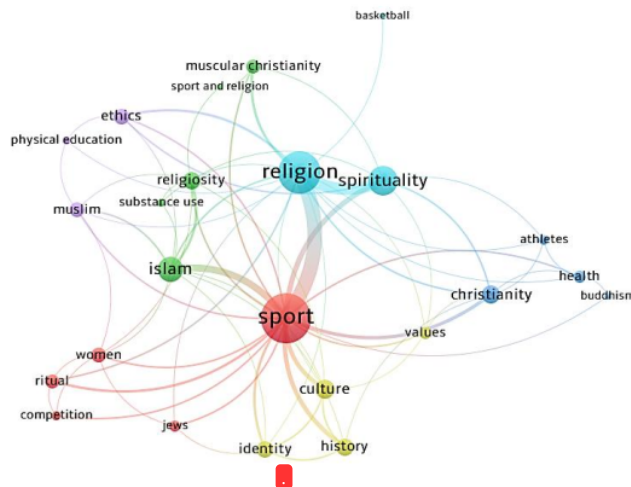 basketball
muscular christianity
sport and religion
ethics
physical education
religion
spirituality
religiosity
substance use
muslim
athletes
islam
health
christianity
buddhism
sport
values
women
ritual
culture
competition
jews
identity
history
.